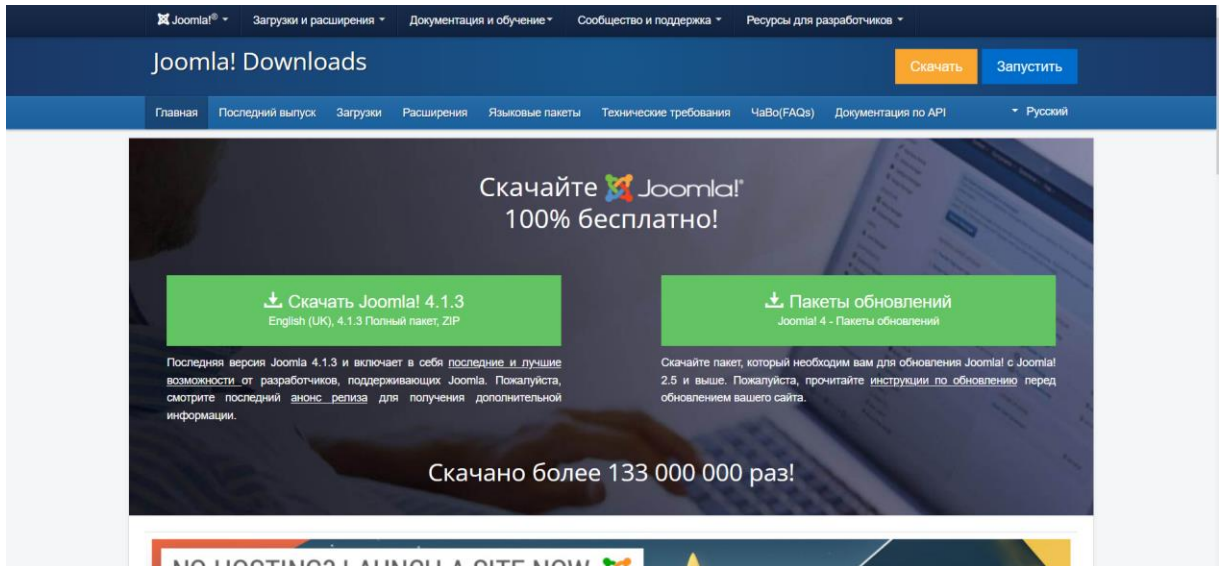 Joomla!® Загрузки и расширения Документация и обучение Сообщество и поддержка Ресурсы для разработчиков
Joomla! Downloads
Скачать Запустить
Главная Последний выпуск Загрузки Расширения Языковые пакеты Технические требования ЧаВо(FAQs) Документация по API Русский
Скачайте Joomla!®
100% бесплатно!
Скачать Joomla! 4.1.3
English (UK), 4.1.3 Полный пакет, ZIP
Последняя версия Joomla 4.1.3 и включает в себя последние и лучшие
возможности от разработчиков, поддерживающих Joomla. Пожалуйста,
смотрите последний анонс релиза для получения дополнительной
информации.
Пакеты обновлений
Joomla! 4 - Пакеты обновлений
Скачайте пакет, который необходим вам для обновления Joomla! с Joomla!
2.5 и выше. Пожалуйста, прочитайте инструкции по обновлению перед
обновлением вашего сайта.
Скачано более 133 000 000 раз!
NO HOSTING? LAUNCH A SITE NOW